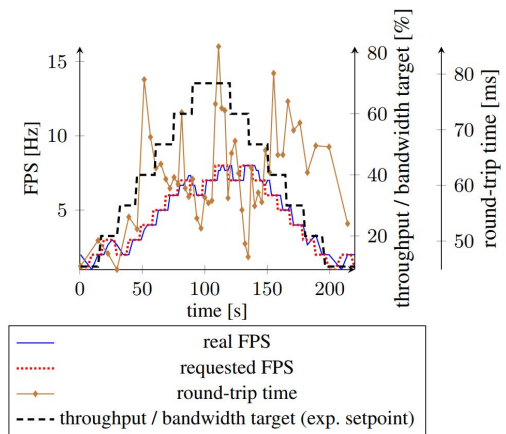 15
10
5
FPS [Hz]
0
50
100
150
200
time [s]
80
60
40
20
throughput / bandwidth target [%]
80
70
60
50
round-trip time [ms]
real FPS
requested FPS
round-trip time
throughput / bandwidth target (exp. setpoint)